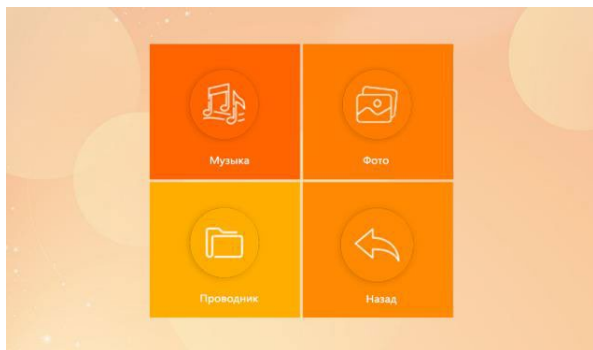 Музыка
Фото
Проводник
Назад